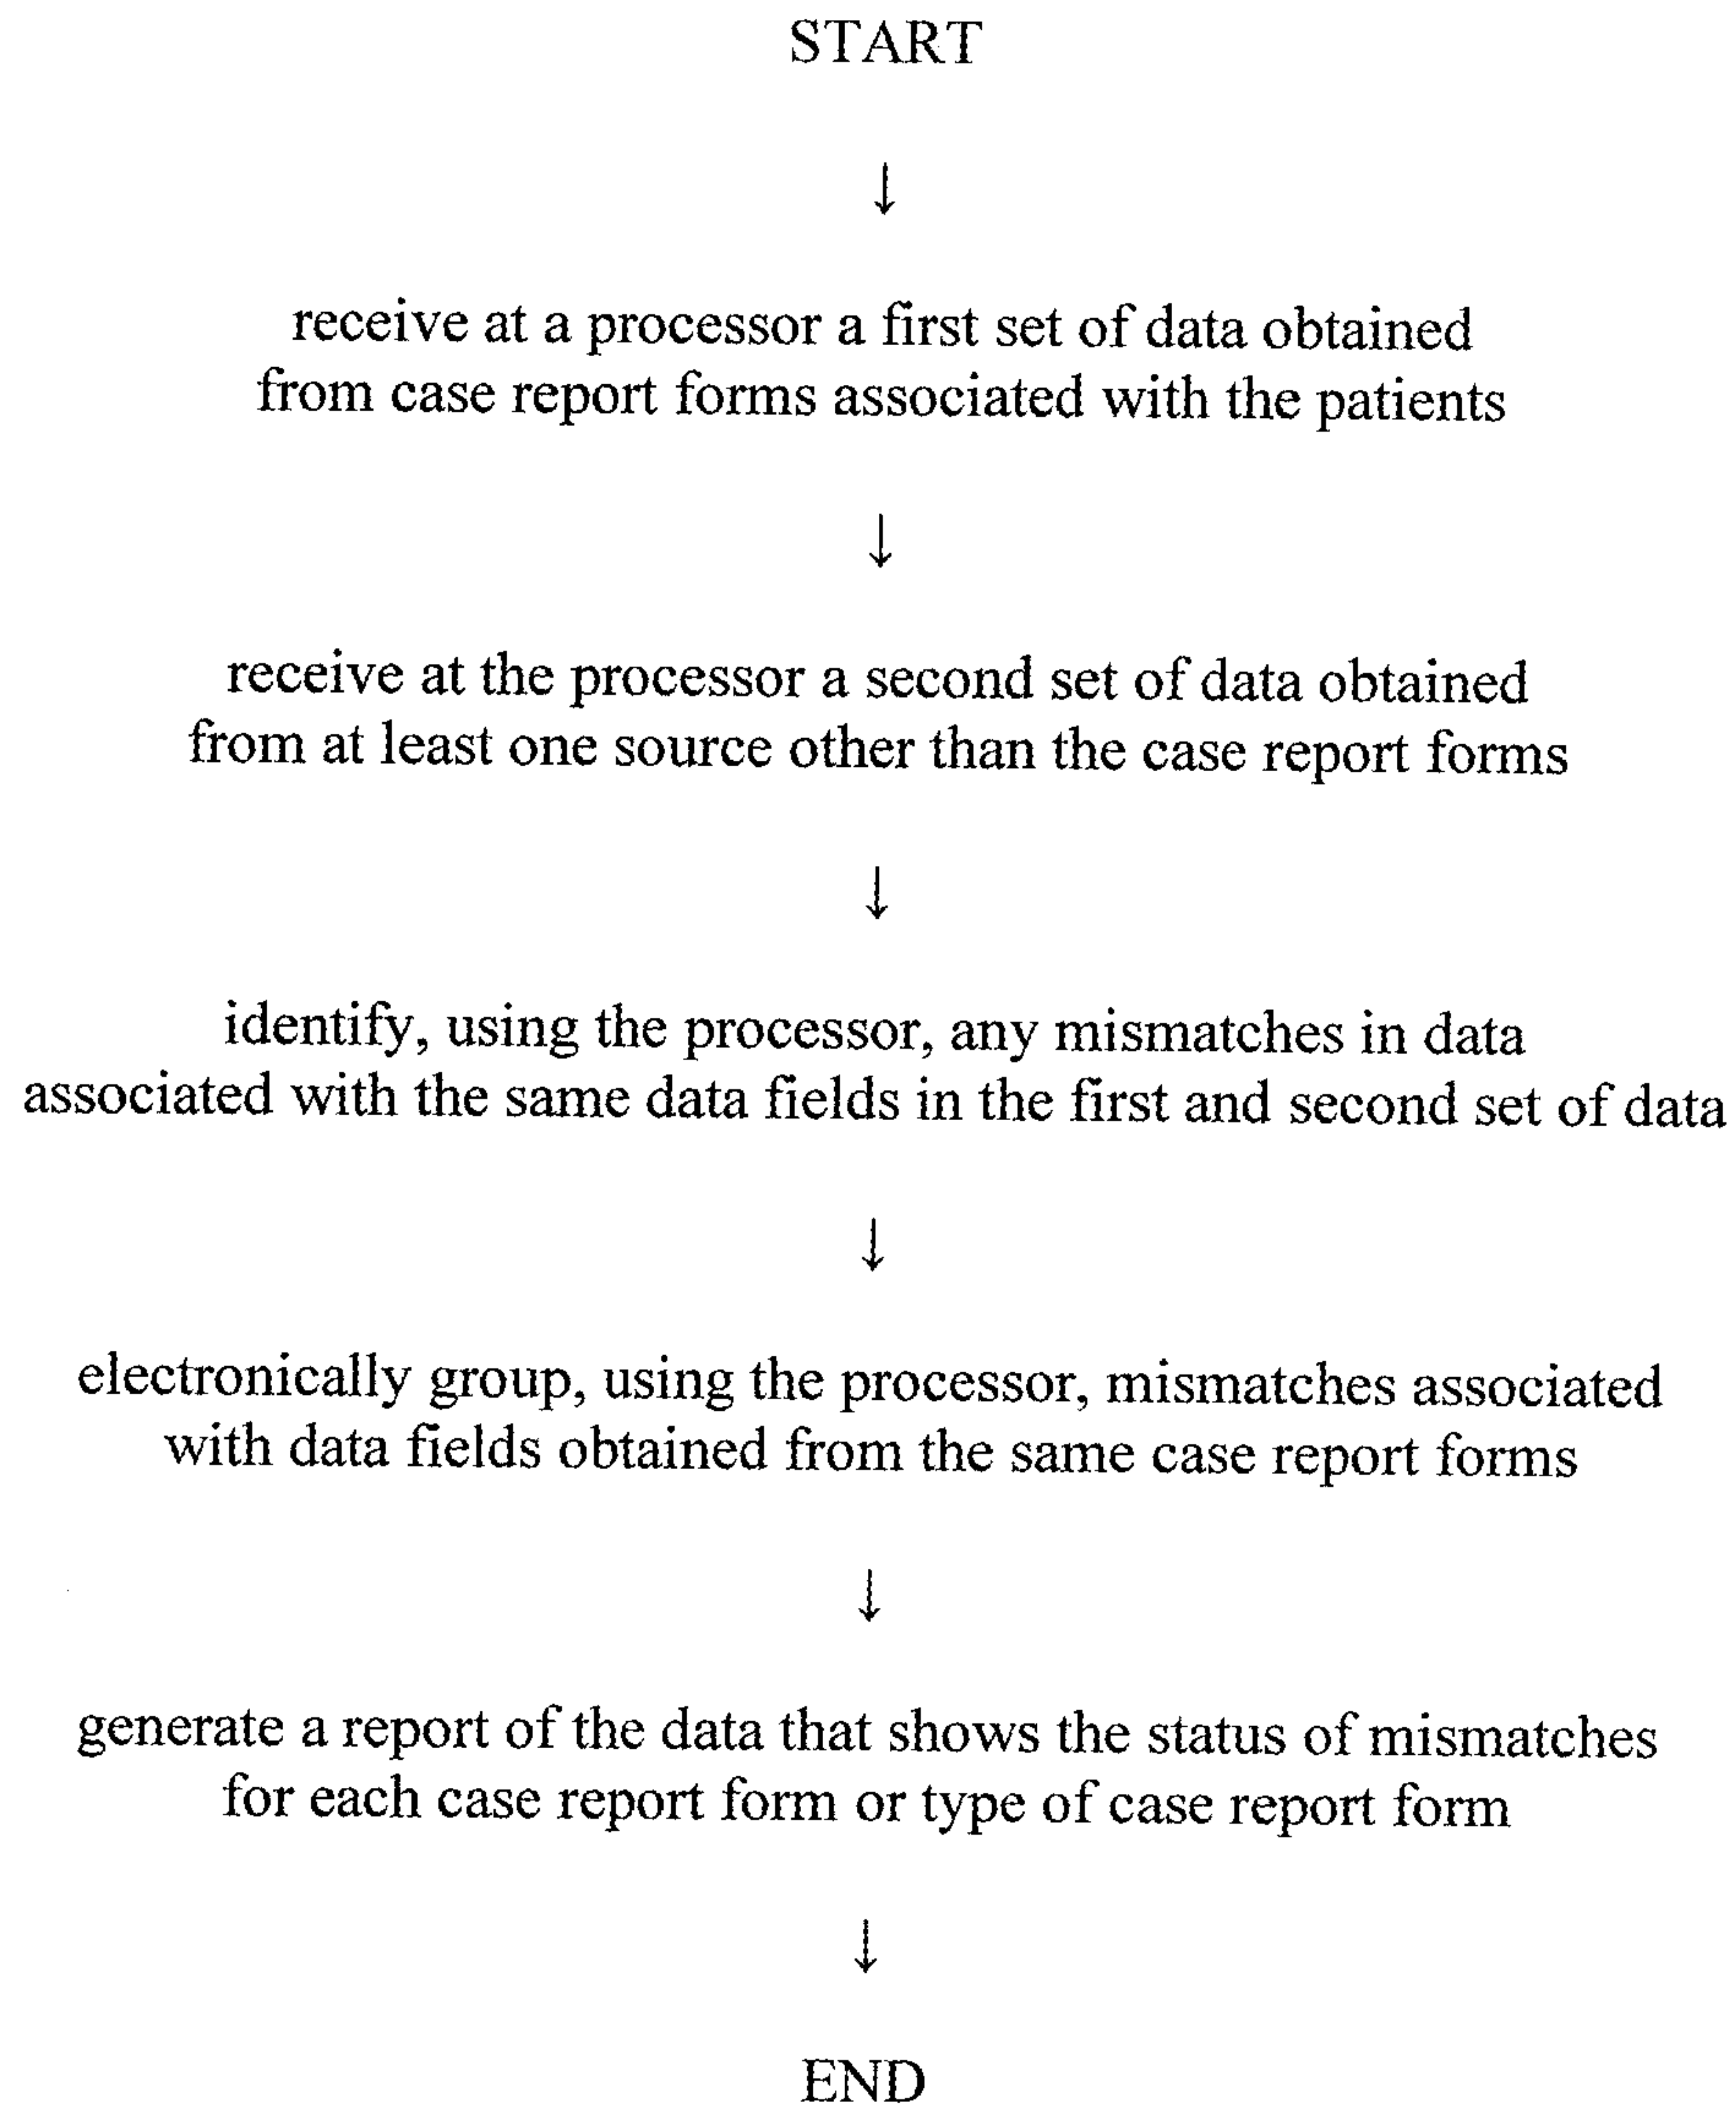 START
↓
receive at a processor a first set of data obtained
from case report forms associated with the patients
↓
receive at the processor a second set of data obtained
from at least one source other than the case report forms
↓
identify, using the processor, any mismatches in data
associated with the same data fields in the first and second set of data
↓
electronically group, using the processor, mismatches associated
with data fields obtained from the same case report forms
↓
generate a report of the data that shows the status of mismatches
for each case report form or type of case report form
↓
END